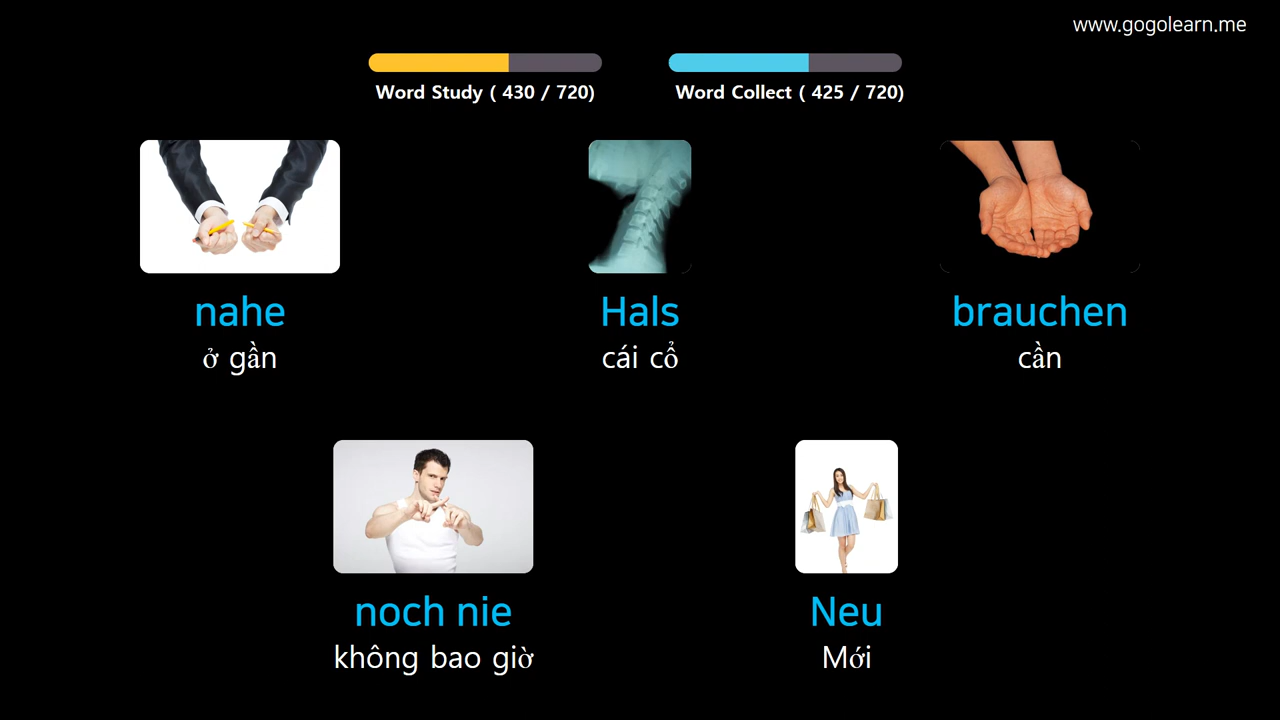 www.gogolearn.me
Word Study ( 430 / 720)
Word Collect ( 425 / 720)
nahe
ở gần
Hals
cái cổ
brauchen
cần
noch nie
không bao giờ
Neu
Mới